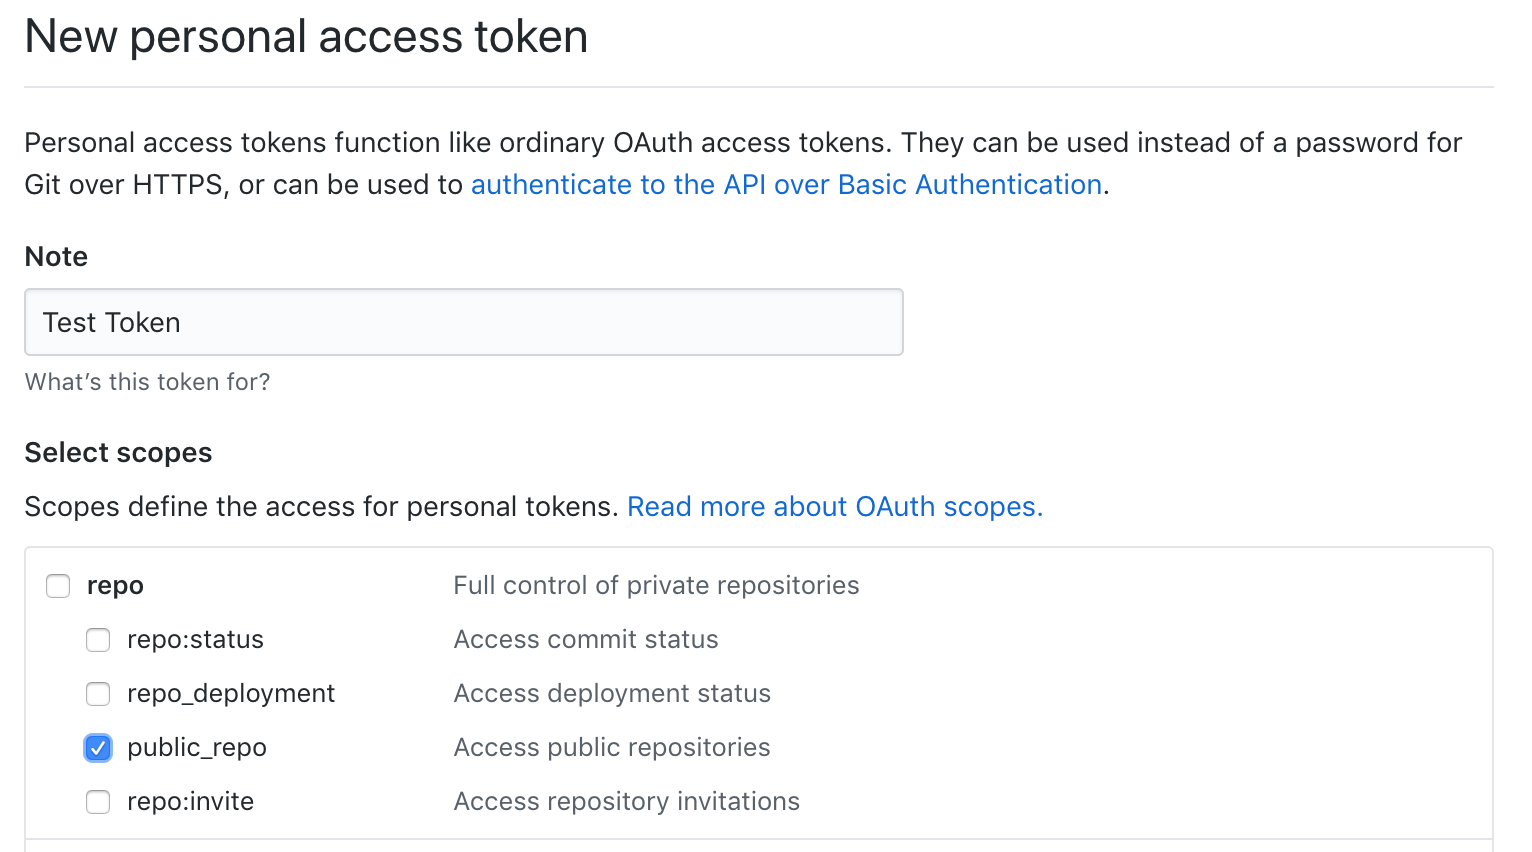 New personal access token
Personal access tokens function like ordinary OAuth access tokens. They can be used instead of a password for
Git over HTTPS, or can be used to authenticate to the API over Basic Authentication.
Note
Test Token
What’s this token for?
Select scopes
Scopes define the access for personal tokens. Read more about OAuth scopes.
repo Full control of private repositories
repo:status Access commit status
repo_deployment Access deployment status
public_repo Access public repositories
repo:invite Access repository invitations